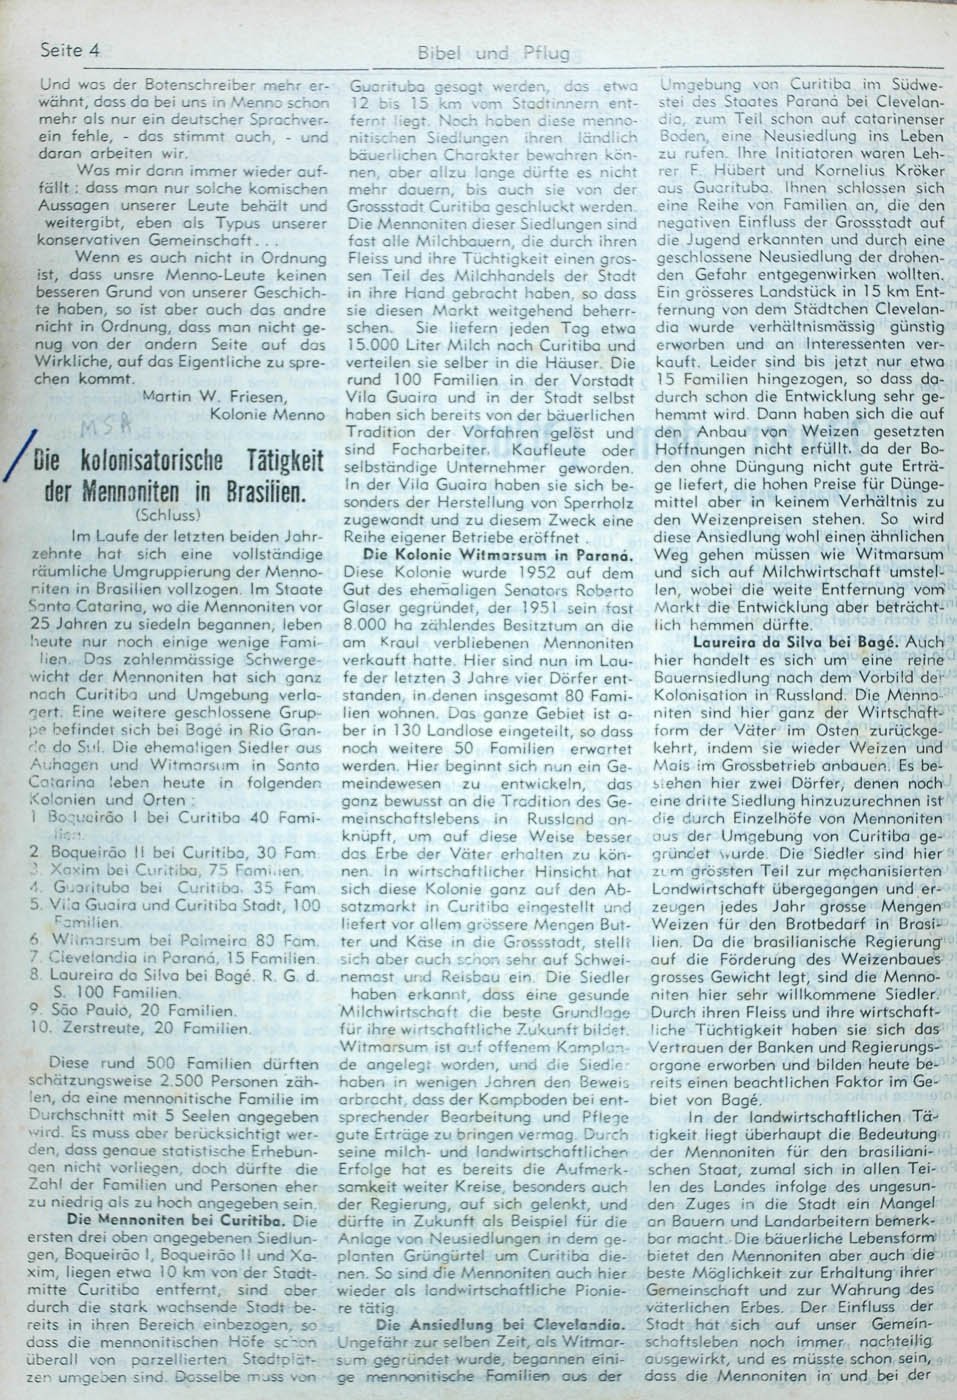 Seite 4
Bibel und Pflug
Und was der Botenschreiber mehr er-
wähnt, dass da bei uns in Menno schon
mehr als nur ein deutscher Sprachver-
ein fehle, - das stimmt auch, - und
daran arbeiten wir.
Was mir dann immer wieder auf-
fällt : dass man nur solche komischen
Aussagen unserer Leute behält und
weitergibt, eben als Typus unserer
konservativen Gemeinschaft. . .
Wenn es auch nicht in Ordnung
ist, dass unsre Menno-Leute keinen
besseren Grund von unserer Geschich-
te haben, so ist aber auch das andre
nicht in Ordnung, dass man nicht ge-
nug von der andern Seite auf das
Wirkliche, auf das Eigentliche zu spre-
chen kommt.
Martin W. Friesen,
Kolonie Menno
MSA
Die kolonisatorische Tätigkeit
der Mennoniten in Brasilien.
(Schluss)
Im Laufe der letzten beiden Jahr-
zehnte hat sich eine vollständige
räumliche Umgruppierung der Menno-
niten in Brasilien vollzogen. Im Staate
Santa Catarina, wo die Mennoniten vor
25 Jahren zu siedeln begannen, leben
heute nur noch einige wenige Fami-
lien. Das zahlenmässige Schwerge-
wicht der Mennoniten hat sich ganz
nach Curitiba und Umgebung verla-
gert. Eine weitere geschlossene Grup-
pe befindet sich bei Bagé in Rio Gran-
de do Sul. Die ehemaligen Siedler aus
Auhagen und Witmarsum in Santa
Catarina leben heute in folgenden
Kolonien und Orten :
1 Boqueirão I bei Curitiba 40 Fami-
lien.
2. Boqueirão II bei Curitiba, 30 Fam.
3. Xaxim bei Curitiba, 75 Familien.
4. Guarituba bei Curitiba. 35 Fam.
5. Vila Guaira und Curitiba Stadt, 100
Familien.
6. Witmarsum bei Palmeira 80 Fam.
7. Clevelandia in Paraná, 15 Familien.
8. Laureira da Silva bei Bagé. R. G. d.
S. 100 Familien.
9. São Paulo, 20 Familien.
10. Zerstreute, 20 Familien.
Diese rund 500 Familien dürften
schätzungsweise 2.500 Personen zäh-
len, da eine mennonitische Familie im
Durchschnitt mit 5 Seelen angegeben
wird. Es muss aber berücksichtigt wer-
den, dass genaue statistische Erhebun-
gen nicht vorliegen, doch dürfte die
Zahl der Familien und Personen eher
zu niedrig als zu hoch angegeben sein.
Die Mennoniten bei Curitiba. Die
ersten drei oben angegebenen Siedlun-
gen, Boqueirão I, Boqueirão II und Xa-
xim, liegen etwa 10 km von der Stadt-
mitte Curitiba entfernt, sind aber
durch die stark wachsende Stadt be-
reits in ihren Bereich einbezogen, so
dass die mennonitischen Höfe schon
überall von parzellierten Stadtplät-
zen umgeben sind. Dasselbe muss von
Guarituba gesagt werden, das etwa
12 bis 15 km vom Stadtinnern ent-
fernt liegt. Noch haben diese menno-
nitischen Siedlungen ihren ländlich
bäuerlichen Charakter bewahren kön-
nen, aber allzu lange dürfte es nicht
mehr dauern, bis auch sie von der
Grossstadt Curitiba geschluckt werden.
Die Mennoniten dieser Siedlungen sind
fast alle Milchbauern, die durch ihren
Fleiss und ihre Tüchtigkeit einen gros-
sen Teil des Milchhandels der Stadt
in ihre Hand gebracht haben, so dass
sie diesen Markt weitgehend beherr-
schen. Sie liefern jeden Tag etwa
15.000 Liter Milch nach Curitiba und
verteilen sie selber in die Häuser. Die
rund 100 Familien in der Vorstadt
Vila Guaira und in der Stadt selbst
haben sich bereits von der bäuerlichen
Tradition der Vorfahren gelöst und
sind Facharbeiter. Kaufleute oder
selbständige Unternehmer geworden.
In der Vila Guaira haben sie sich be-
sonders der Herstellung von Sperrholz
zugewandt und zu diesem Zweck eine
Reihe eigener Betriebe eröffnet .
Die Kolonie Witmarsum in Paraná.
Diese Kolonie wurde 1952 auf dem
Gut des ehemaligen Senators Roberto
Glaser gegründet, der 1951 sein fast
8.000 ha zählendes Besitztum an die
am Kraul verbliebenen Mennoniten
verkauft hatte. Hier sind nun im Lau-
fe der letzten 3 Jahre vier Dörfer ent-
standen, in denen insgesamt 80 Fami-
lien wohnen. Das ganze Gebiet ist a-
ber in 130 Landlose eingeteilt, so dass
noch weitere 50 Familien erwartet
werden. Hier beginnt sich nun ein Ge-
meindewesen zu entwickeln, das
ganz bewusst an die Tradition des Ge-
meinschaftslebens in Russland an-
knüpft, um auf diese Weise besser
das Erbe der Väter erhalten zu kön-
nen. In wirtschaftlicher Hinsicht hat
sich diese Kolonie ganz auf den Ab-
satzmarkt in Curitiba eingestellt und
liefert vor allem grössere Mengen But-
ter und Käse in die Grossstadt, stellt
sich aber auch schon sehr auf Schwei-
nemast und Reisbau ein. Die Siedler
haben erkannt, dass eine gesunde
Milchwirtschaft die beste Grundlage
für ihre wirtschaftliche Zukunft bildet.
Witmarsum ist auf offenem Kamplan-
de angelegt worden, und die Siedler
haben in wenigen Jahren den Beweis
erbracht, dass der Kampboden bei ent-
sprechender Bearbeitung und Pflege
gute Erträge zu bringen vermag. Durch
seine milch- und landwirtschaftlichen
Erfolge hat es bereits die Aufmerk-
samkeit weiter Kreise, besonders auch
der Regierung, auf sich gelenkt, und
dürfte in Zukunft als Beispiel für die
Anlage von Neusiedlungen in dem ge-
planten Grüngürtel um Curitiba die-
nen. So sind die Mennoniten auch hier
wieder als landwirtschaftliche Pionie-
re tätig.
Die Ansiedlung bei Clevelandia.
Ungefähr zur selben Zeit, als Witmar-
sum gegründet wurde, begannen eini-
ge mennonitische Familien aus der
Umgebung von Curitiba im Südwe-
sten des Staates Paraná bei Clevelan-
dia, zum Teil schon auf catarinenser
Boden, eine Neusiedlung ins Leben
zu rufen. Ihre Initiatoren waren Leh-
rer F. Hübert und Kornelius Kröker
aus Guarituba. Ihnen schlossen sich
eine Reihe von Familien an, die den
negativen Einfluss der Grossstadt auf
die Jugend erkannten und durch eine
geschlossene Neusiedlung der drohen-
den Gefahr entgegenwirken wollten.
Ein grösseres Landstück in 15 km Ent-
fernung von dem Städtchen Clevelan-
dia wurde verhältnismässig günstig
erworben und an Interessenten ver-
kauft. Leider sind bis jetzt nur etwa
15 Familien hingezogen, so dass da-
durch schon die Entwicklung sehr ge-
hemmt wird. Dann haben sich die auf
den Anbau von Weizen gesetzten
Hoffnungen nicht erfüllt. da der Bo-
den ohne Düngung nicht gute Erträ-
ge liefert, die hohen Preise für Dünge-
mittel aber in keinem Verhältnis zu
den Weizenpreisen stehen. So wird
diese Ansiedlung wohl einen ähnlichen
Weg gehen müssen wie Witmarsum
und sich auf Milchwirtschaft umstel-
len, wobei die weite Entfernung vom
Markt die Entwicklung aber beträcht-
lich hemmen dürfte.
Laureira da Silva bei Bagé. Auch
hier handelt es sich um eine reine
Bauernsiedlung nach dem Vorbild der
Kolonisation in Russland. Die Menno-
niten sind hier ganz der Wirtschaft-
form der Väter im Osten zurückge-
kehrt, indem sie wieder Weizen und
Mais im Grossbetrieb anbauen. Es be-
stehen hier zwei Dörfer, denen noch
eine dritte Siedlung hinzuzurechnen ist
die durch Einzelhöfe von Mennoniten
aus der Umgebung von Curitiba ge-
gründet wurde. Die Siedler sind hier
zum grössten Teil zur mechanisierten
Landwirtschaft übergegangen und er-
zeugen jedes Jahr grosse Mengen
Weizen für den Brotbedarf in Brasi-
lien. Da die brasilianische Regierung
auf die Förderung des Weizenbaues
grosses Gewicht legt, sind die Menno-
niten hier sehr willkommene Siedler.
Durch ihren Fleiss und ihre wirtschaft-
liche Tüchtigkeit haben sie sich das
Vertrauen der Banken und Regierungs-
organe erworben und bilden heute be-
reits einen beachtlichen Faktor im Ge-
biet von Bagé.
In der landwirtschaftlichen Tä-
tigkeit liegt überhaupt die Bedeutung
der Mennoniten für den brasiliani-
schen Staat, zumal sich in allen Tei-
len des Landes infolge des ungesun-
den Zuges in die Stadt ein Mangel
an Bauern und Landarbeitern bemerk-
bar macht. Die bäuerliche Lebensform
bietet den Mennoniten aber auch die
beste Möglichkeit zur Erhaltung ihrer
Gemeinschaft und zur Wahrung des
väterlichen Erbes. Der Einfluss der
Stadt hat sich auf unser Gemein-
schaftsleben noch immer nachteilig
ausgewirkt, und es müsste schon sein,
dass die Mennoniten in und bei der